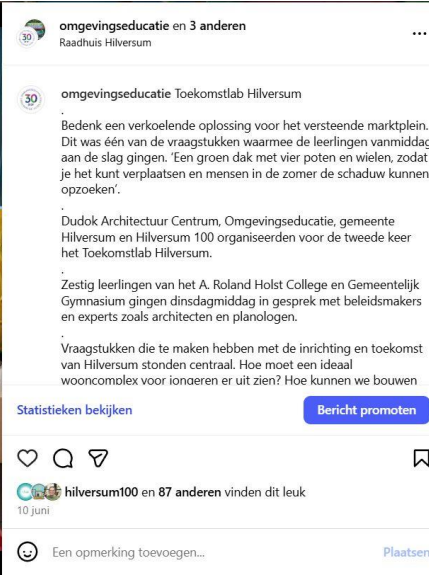 omgevingseducatie en 3 anderen
Raadhuis Hilversum
30
30
omgevingseducatie Toekomstlab Hilversum
.
Bedenk een verkoelende oplossing voor het versteende marktplein.
Dit was één van de vraagstukken waarmee de leerlingen vanmiddag
aan de slag gingen. 'Een groen dak met vier poten en wielen, zodat
je het kunt verplaatsen en mensen in de zomer de schaduw kunnen
opzoeken'.
.
Dudok Architectuur Centrum, Omgevingseducatie, gemeente
Hilversum en Hilversum 100 organiseerden voor de tweede keer
het Toekomstlab Hilversum.
.
Zestig leerlingen van het A. Roland Holst College en Gemeentelijk
Gymnasium gingen dinsdagmiddag in gesprek met beleidsmakers
en experts zoals architecten en planologen.
.
Vraagstukken die te maken hebben met de inrichting en toekomst
van Hilversum stonden centraal. Hoe moet een ideaal
wooncomplex voor jongeren er uit zien? Hoe kunnen we bouwen
Statistieken bekijken
Bericht promoten
hilversum100 en 87 anderen vinden dit leuk
10 juni
Een opmerking toevoegen...
Plaatsen